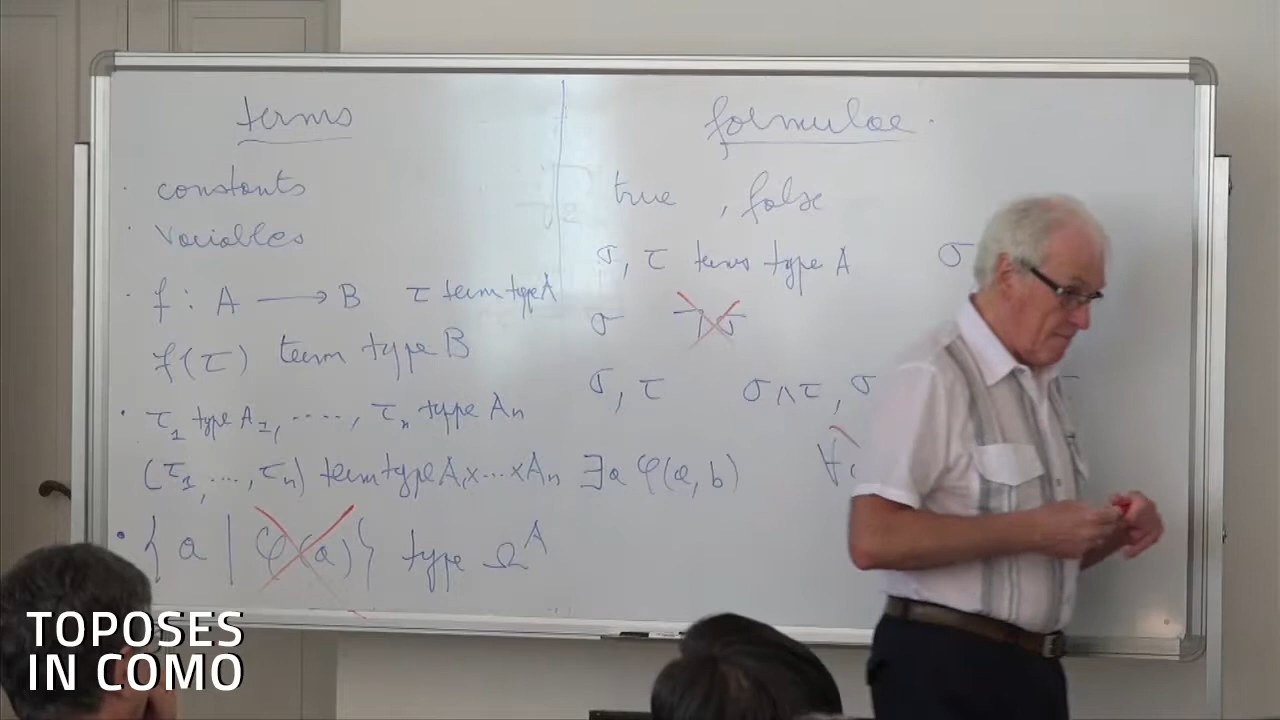 terms
· constants
· variables
· f : A → B τ term type A
f(τ) term type B
· τ₁ type A₁, ....., τₙ type Aₙ
(τ₁, ..., τₙ) term type A₁×...×Aₙ
· { a | φ(a) } type Ω^A
formulae.
true , false
σ, τ terms type A σ
σ ¬σ
σ, τ σ∧τ, σ
∃a φ(a, b) ∀
TOPOSES
IN COMO